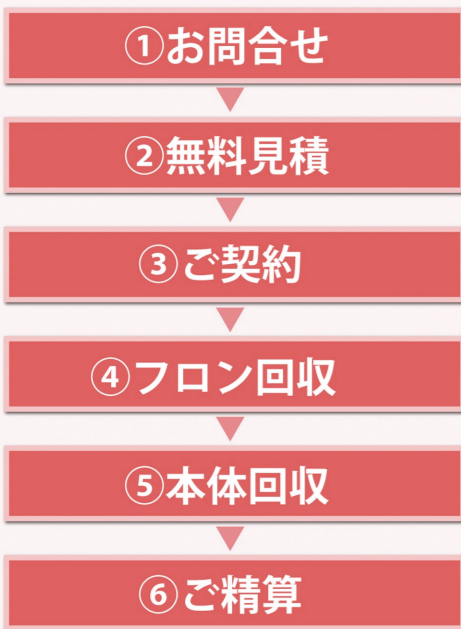 ①お問合せ
②無料見積
③ご契約
④フロン回収
⑤本体回収
⑥ご精算